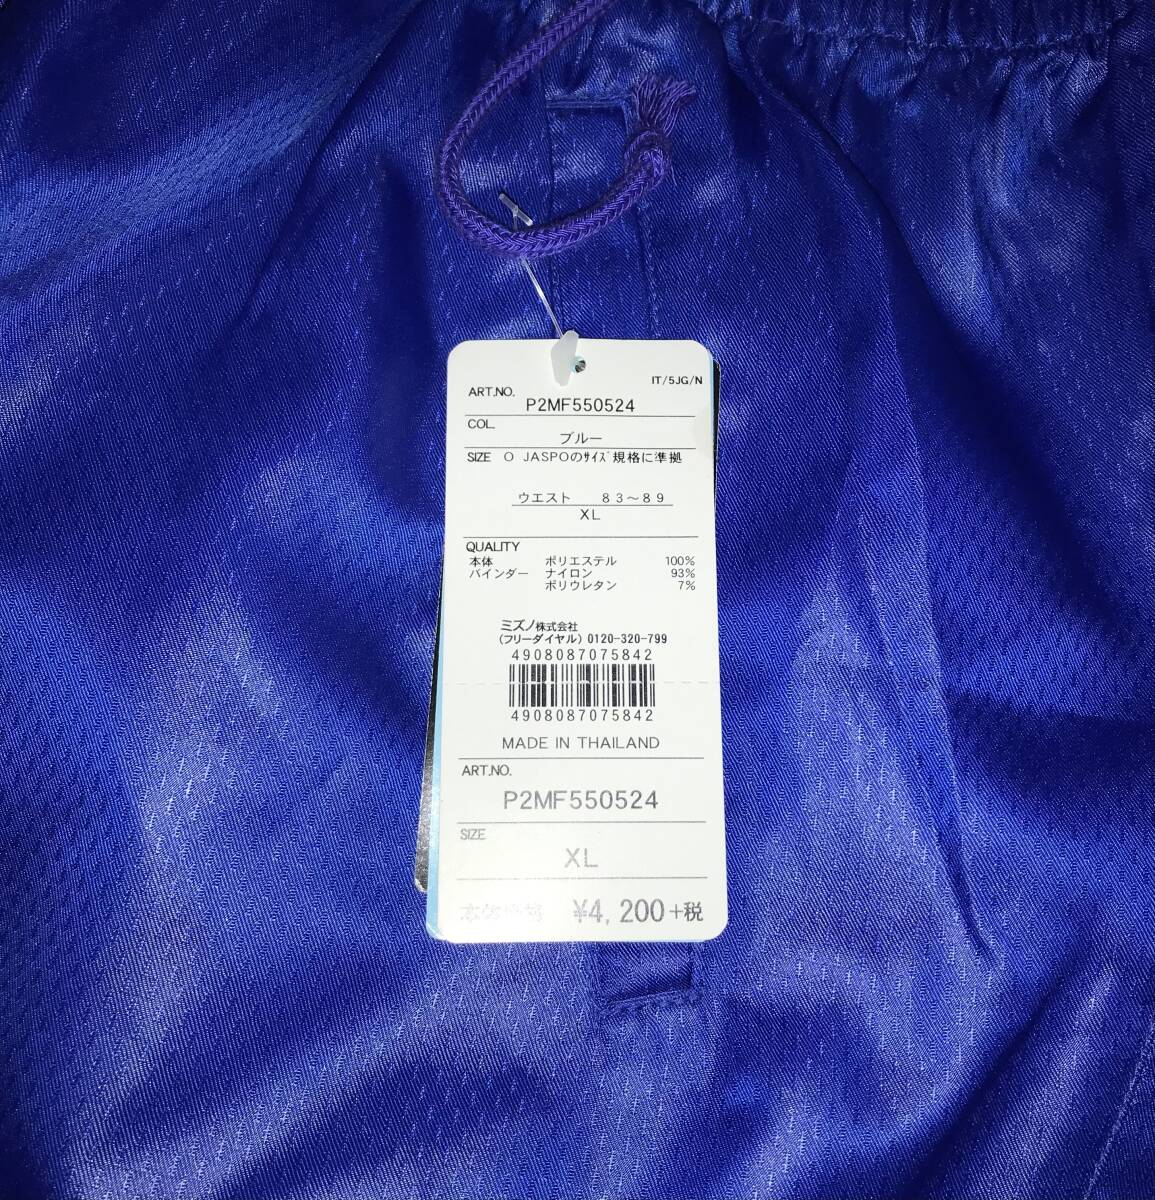 IT/5JG/N
ART.NO. P2MF550524
COL. ブルー
SIZE O JASPOのｻｲｽﾞ規格に準拠
ウエスト 83～89
XL
QUALITY
本体 ポリエステル 100%
バインダー ナイロン 93%
ポリウレタン 7%
ミズノ株式会社
(フリーダイヤル) 0120-320-799
4908087075842
4908087075842
MADE IN THAILAND
ART.NO.
P2MF550524
SIZE
XL
本体価格 ¥4,200+税